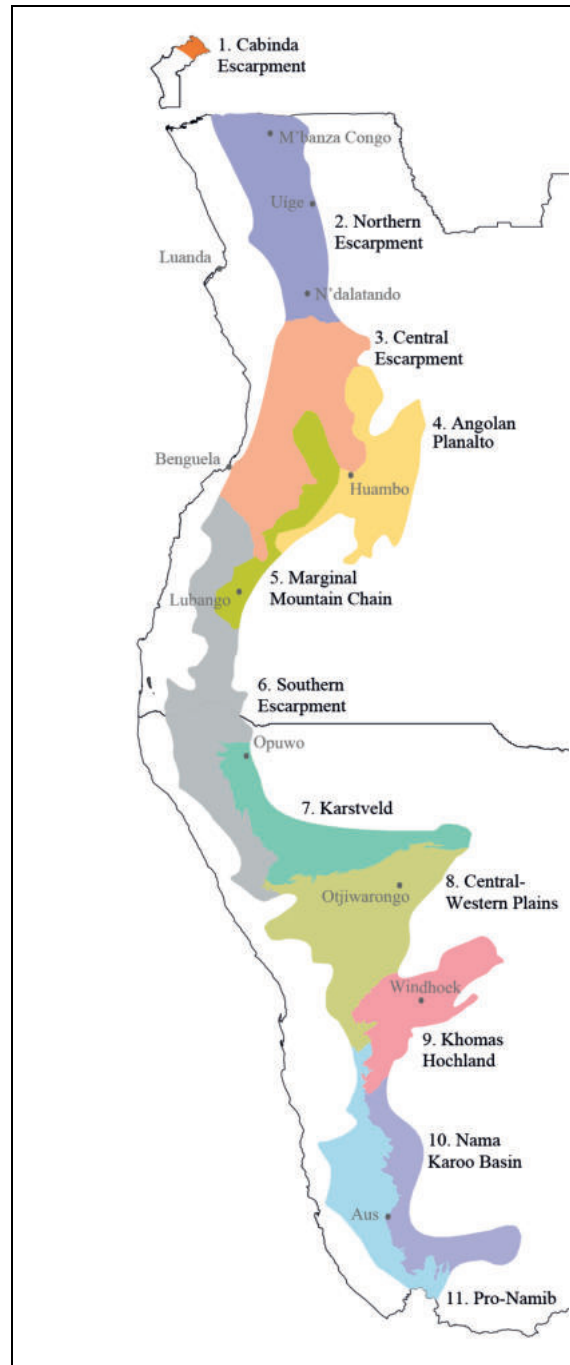 1. Cabinda
Escarpment
M'banza Congo
Uíge
2. Northern
Escarpment
Luanda
N'dalatando
3. Central
Escarpment
4. Angolan
Planalto
Benguela
Huambo
5. Marginal
Mountain Chain
Lubango
6. Southern
Escarpment
Opuwo
7. Karstveld
8. Central-
Western Plains
Otjiwarongo
Windhoek
9. Khomas
Hochland
10. Nama
Karoo Basin
Aus
11. Pro-Namib